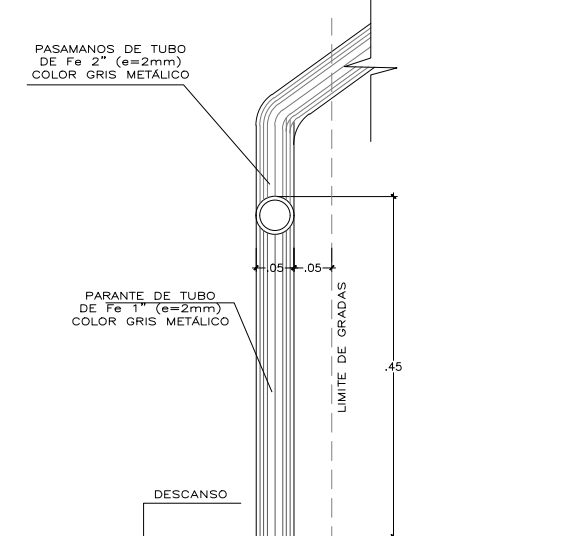 PASAMANOS DE TUBO
DE Fe 2" (e=2mm)
COLOR GRIS METÁLICO
.05
.05
PARANTE DE TUBO
DE Fe 1" (e=2mm)
COLOR GRIS METÁLICO
LIMITE DE GRADAS
.45
DESCANSO